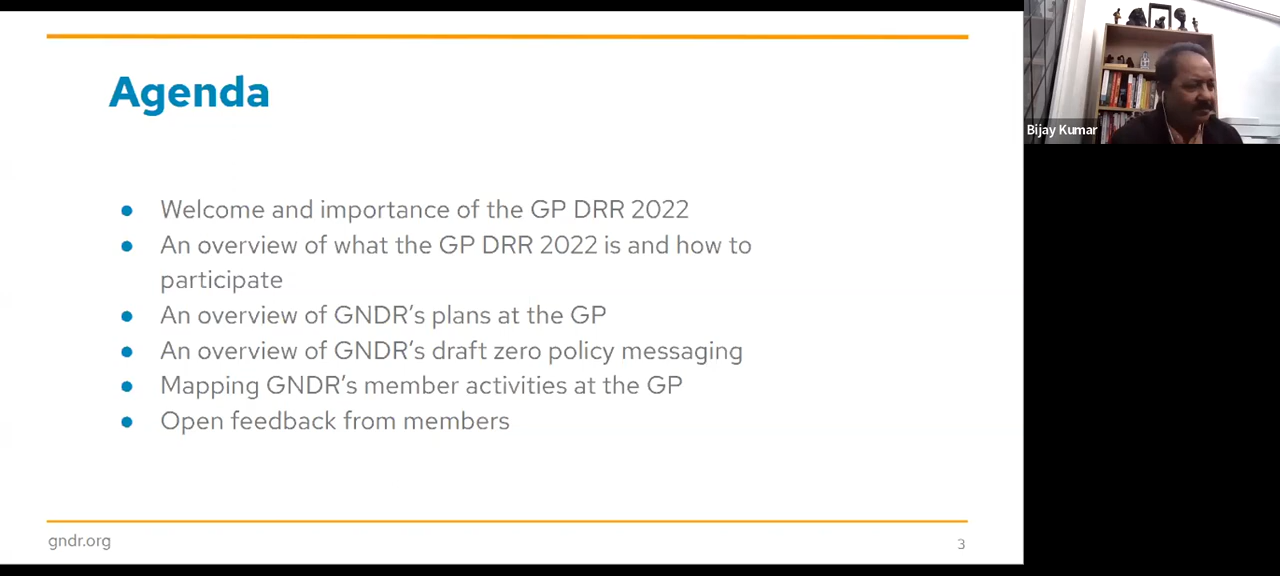 Agenda
● Welcome and importance of the GP DRR 2022
● An overview of what the GP DRR 2022 is and how to
participate
● An overview of GNDR’s plans at the GP
● An overview of GNDR’s draft zero policy messaging
● Mapping GNDR’s member activities at the GP
● Open feedback from members
gndr.org
3
Bijay Kumar